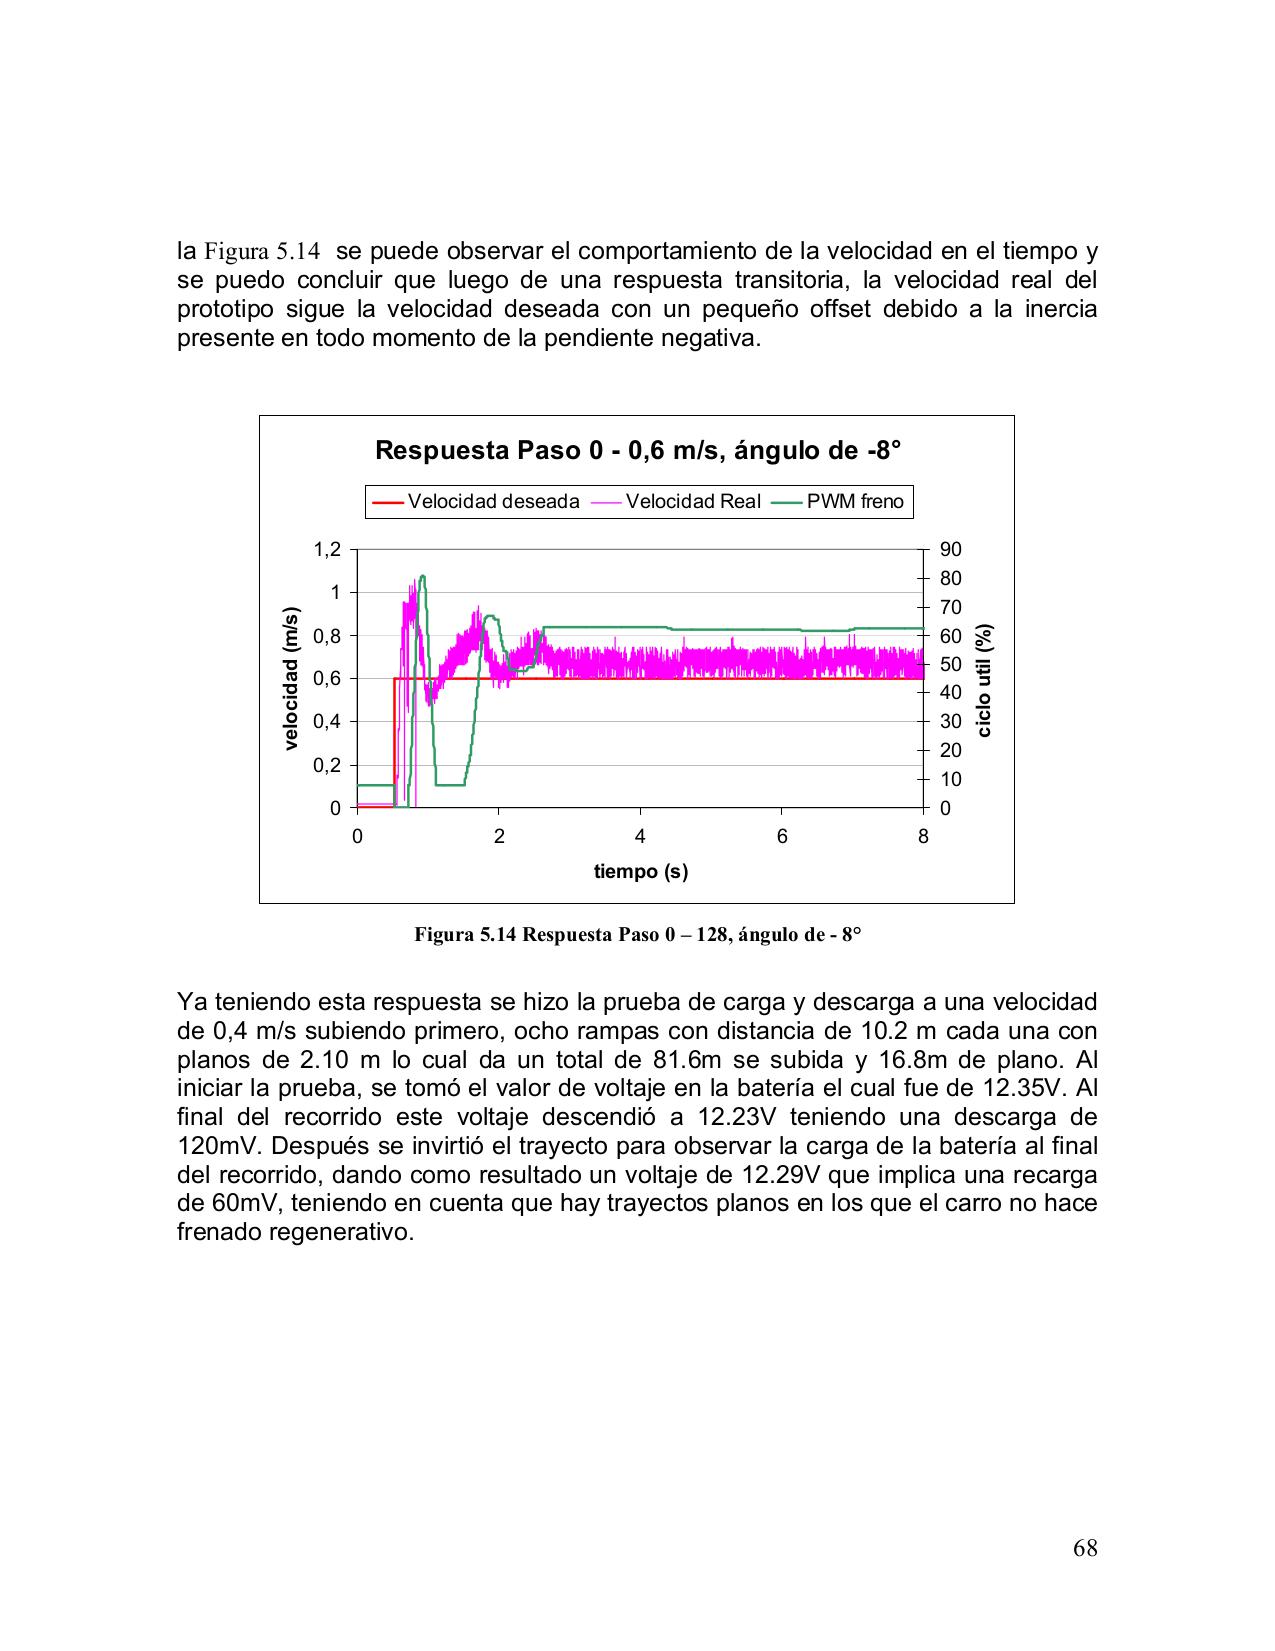 la Figura 5.14 se puede observar el comportamiento de la velocidad en el tiempo y
se puedo concluir que luego de una respuesta transitoria, la velocidad real del
prototipo sigue la velocidad deseada con un pequeño offset debido a la inercia
presente en todo momento de la pendiente negativa.
Respuesta Paso 0 - 0,6 m/s, ángulo de -8°
Velocidad deseada Velocidad Real PWM freno
velocidad (m/s)
1,2
1
0,8
0,6
0,4
0,2
0
90
80
70
60
50
40
30
20
10
0
ciclo util (%)
0 2 4 6 8
tiempo (s)
Figura 5.14 Respuesta Paso 0 – 128, ángulo de - 8°
Ya teniendo esta respuesta se hizo la prueba de carga y descarga a una velocidad
de 0,4 m/s subiendo primero, ocho rampas con distancia de 10.2 m cada una con
planos de 2.10 m lo cual da un total de 81.6m se subida y 16.8m de plano. Al
iniciar la prueba, se tomó el valor de voltaje en la batería el cual fue de 12.35V. Al
final del recorrido este voltaje descendió a 12.23V teniendo una descarga de
120mV. Después se invirtió el trayecto para observar la carga de la batería al final
del recorrido, dando como resultado un voltaje de 12.29V que implica una recarga
de 60mV, teniendo en cuenta que hay trayectos planos en los que el carro no hace
frenado regenerativo.
68